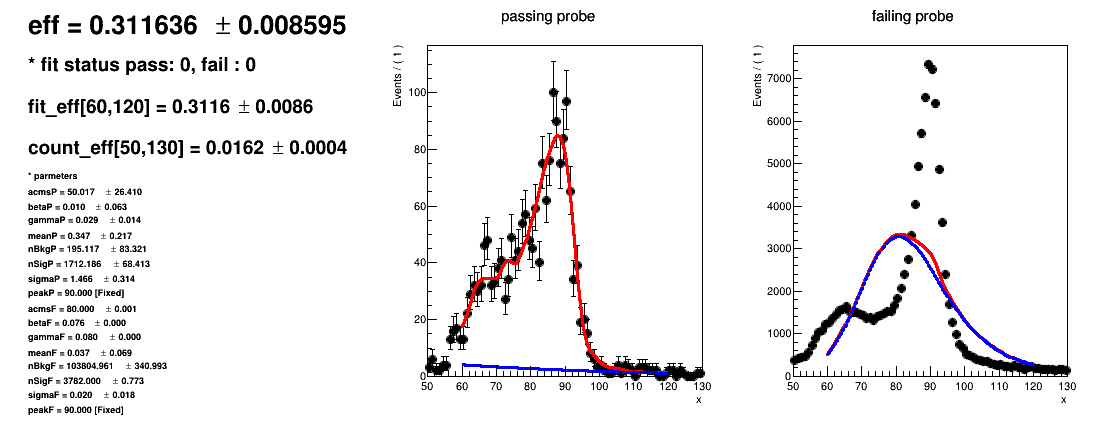 eff = 0.311636 ± 0.008595
* fit status pass: 0, fail : 0
fit_eff[60,120] = 0.3116 ± 0.0086
count_eff[50,130] = 0.0162 ± 0.0004
* parmeters
acmsP = 50.017 ± 26.410
betaP = 0.010 ± 0.063
gammaP = 0.029 ± 0.014
meanP = 0.347 ± 0.217
nBkgP = 195.117 ± 83.321
nSigP = 1712.186 ± 68.413
sigmaP = 1.466 ± 0.314
peakP = 90.000 [Fixed]
acmsF = 80.000 ± 0.001
betaF = 0.076 ± 0.000
gammaF = 0.080 ± 0.000
meanF = 0.037 ± 0.069
nBkgF = 103804.961 ± 340.993
nSigF = 3782.000 ± 0.773
sigmaF = 0.020 ± 0.018
peakF = 90.000 [Fixed]
passing probe
Events / ( 1 )
100
80
60
40
20
0
50 60 70 80 90 100 110 120 130
x
failing probe
Events / ( 1 )
7000
6000
5000
4000
3000
2000
1000
0
50 60 70 80 90 100 110 120 130
x